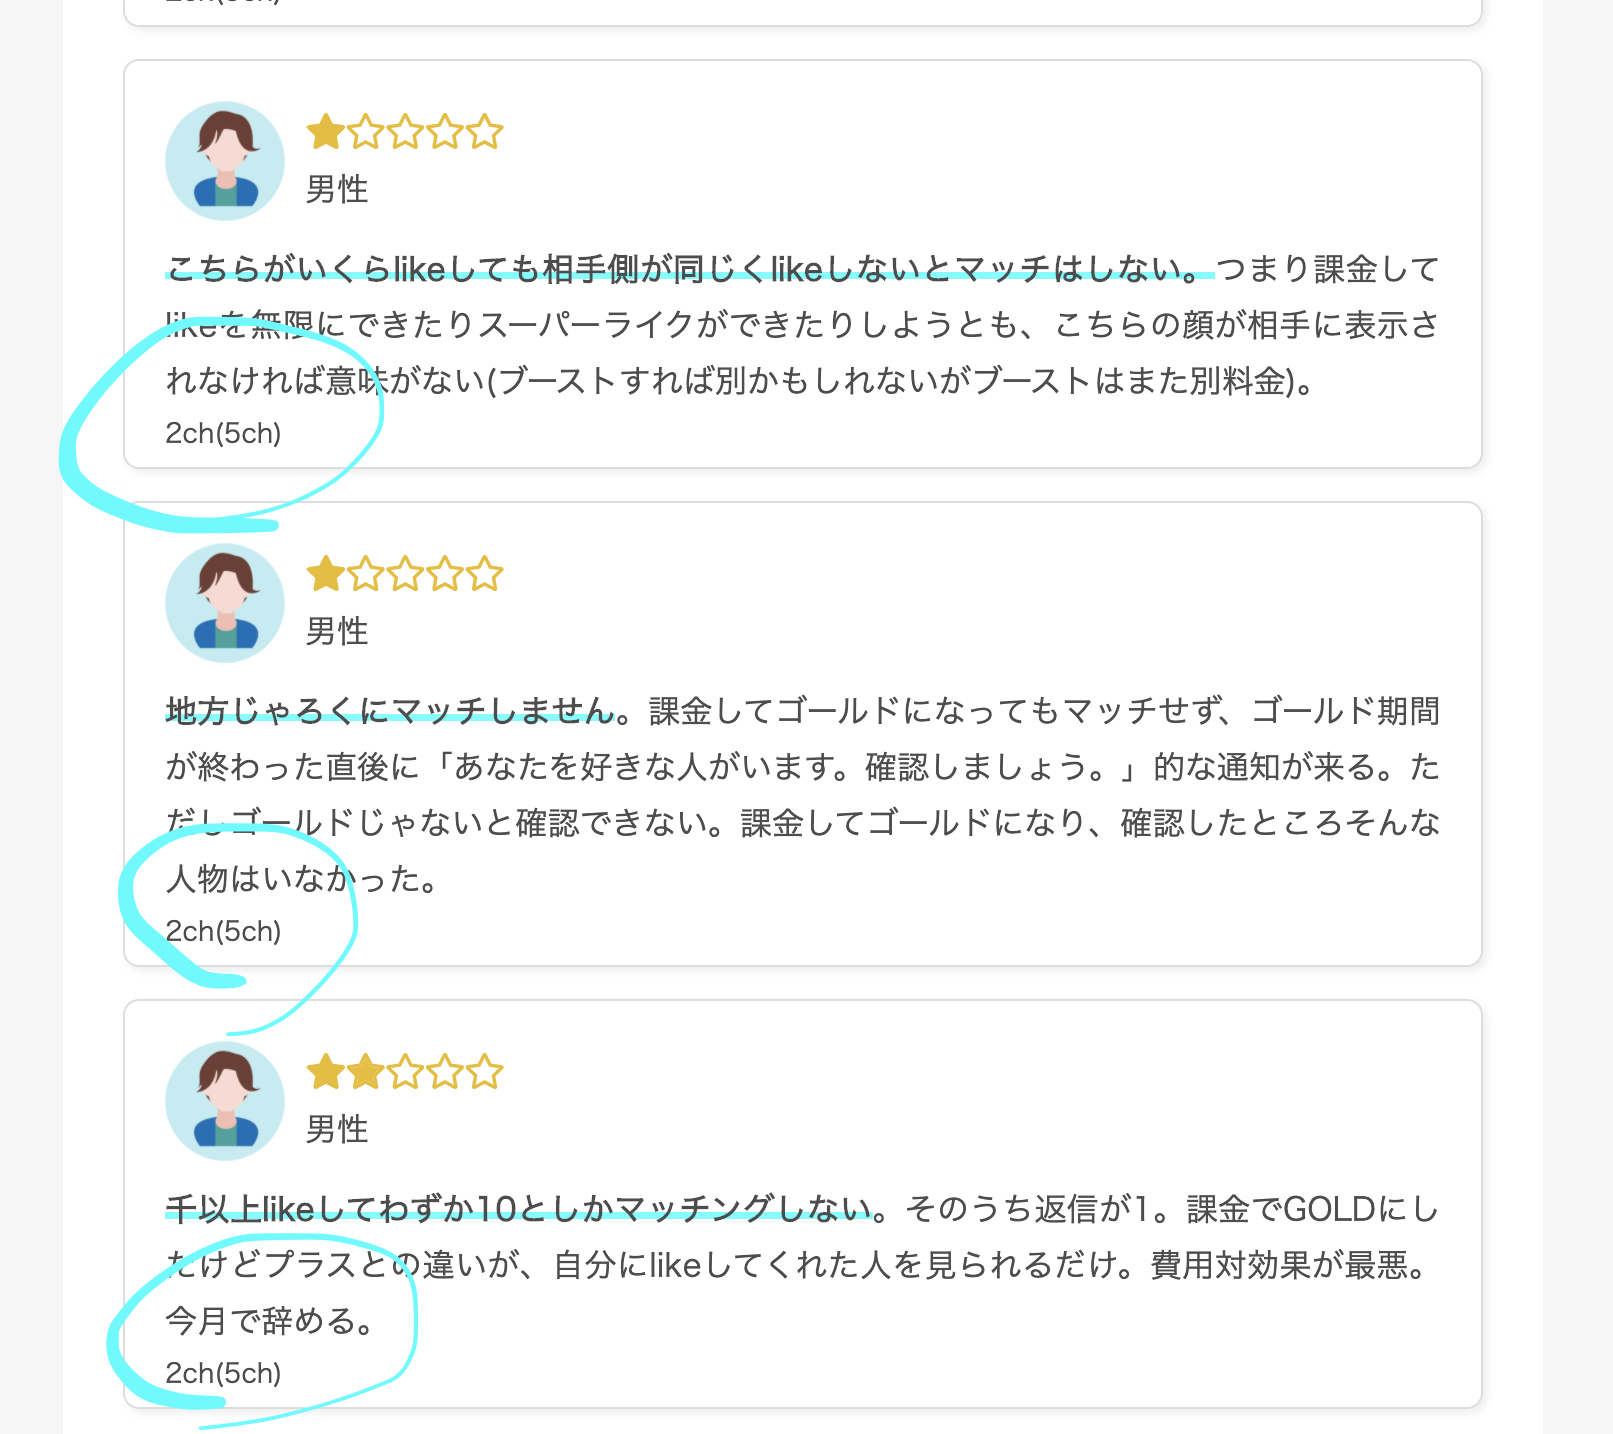 男性
こちらがいくらlikeしても相手側が同じくlikeしないとマッチはしない。つまり課金して
likeを無限にできたりスーパーライクができたりしようとも、こちらの顔が相手に表示さ
れなければ意味がない(ブーストすれば別かもしれないがブーストはまた別料金)。
2ch(5ch)
男性
地方じゃろくにマッチしません。課金してゴールドになってもマッチせず、ゴールド期間
が終わった直後に「あなたを好きな人がいます。確認しましょう。」的な通知が来る。た
だしゴールドじゃないと確認できない。課金してゴールドになり、確認したところそんな
人物はいなかった。
2ch(5ch)
男性
千以上likeしてわずか10としかマッチングしない。そのうち返信が1。課金でGOLDにし
たけどプラスとの違いが、自分にlikeしてくれた人を見られるだけ。費用対効果が最悪。
今月で辞める。
2ch(5ch)